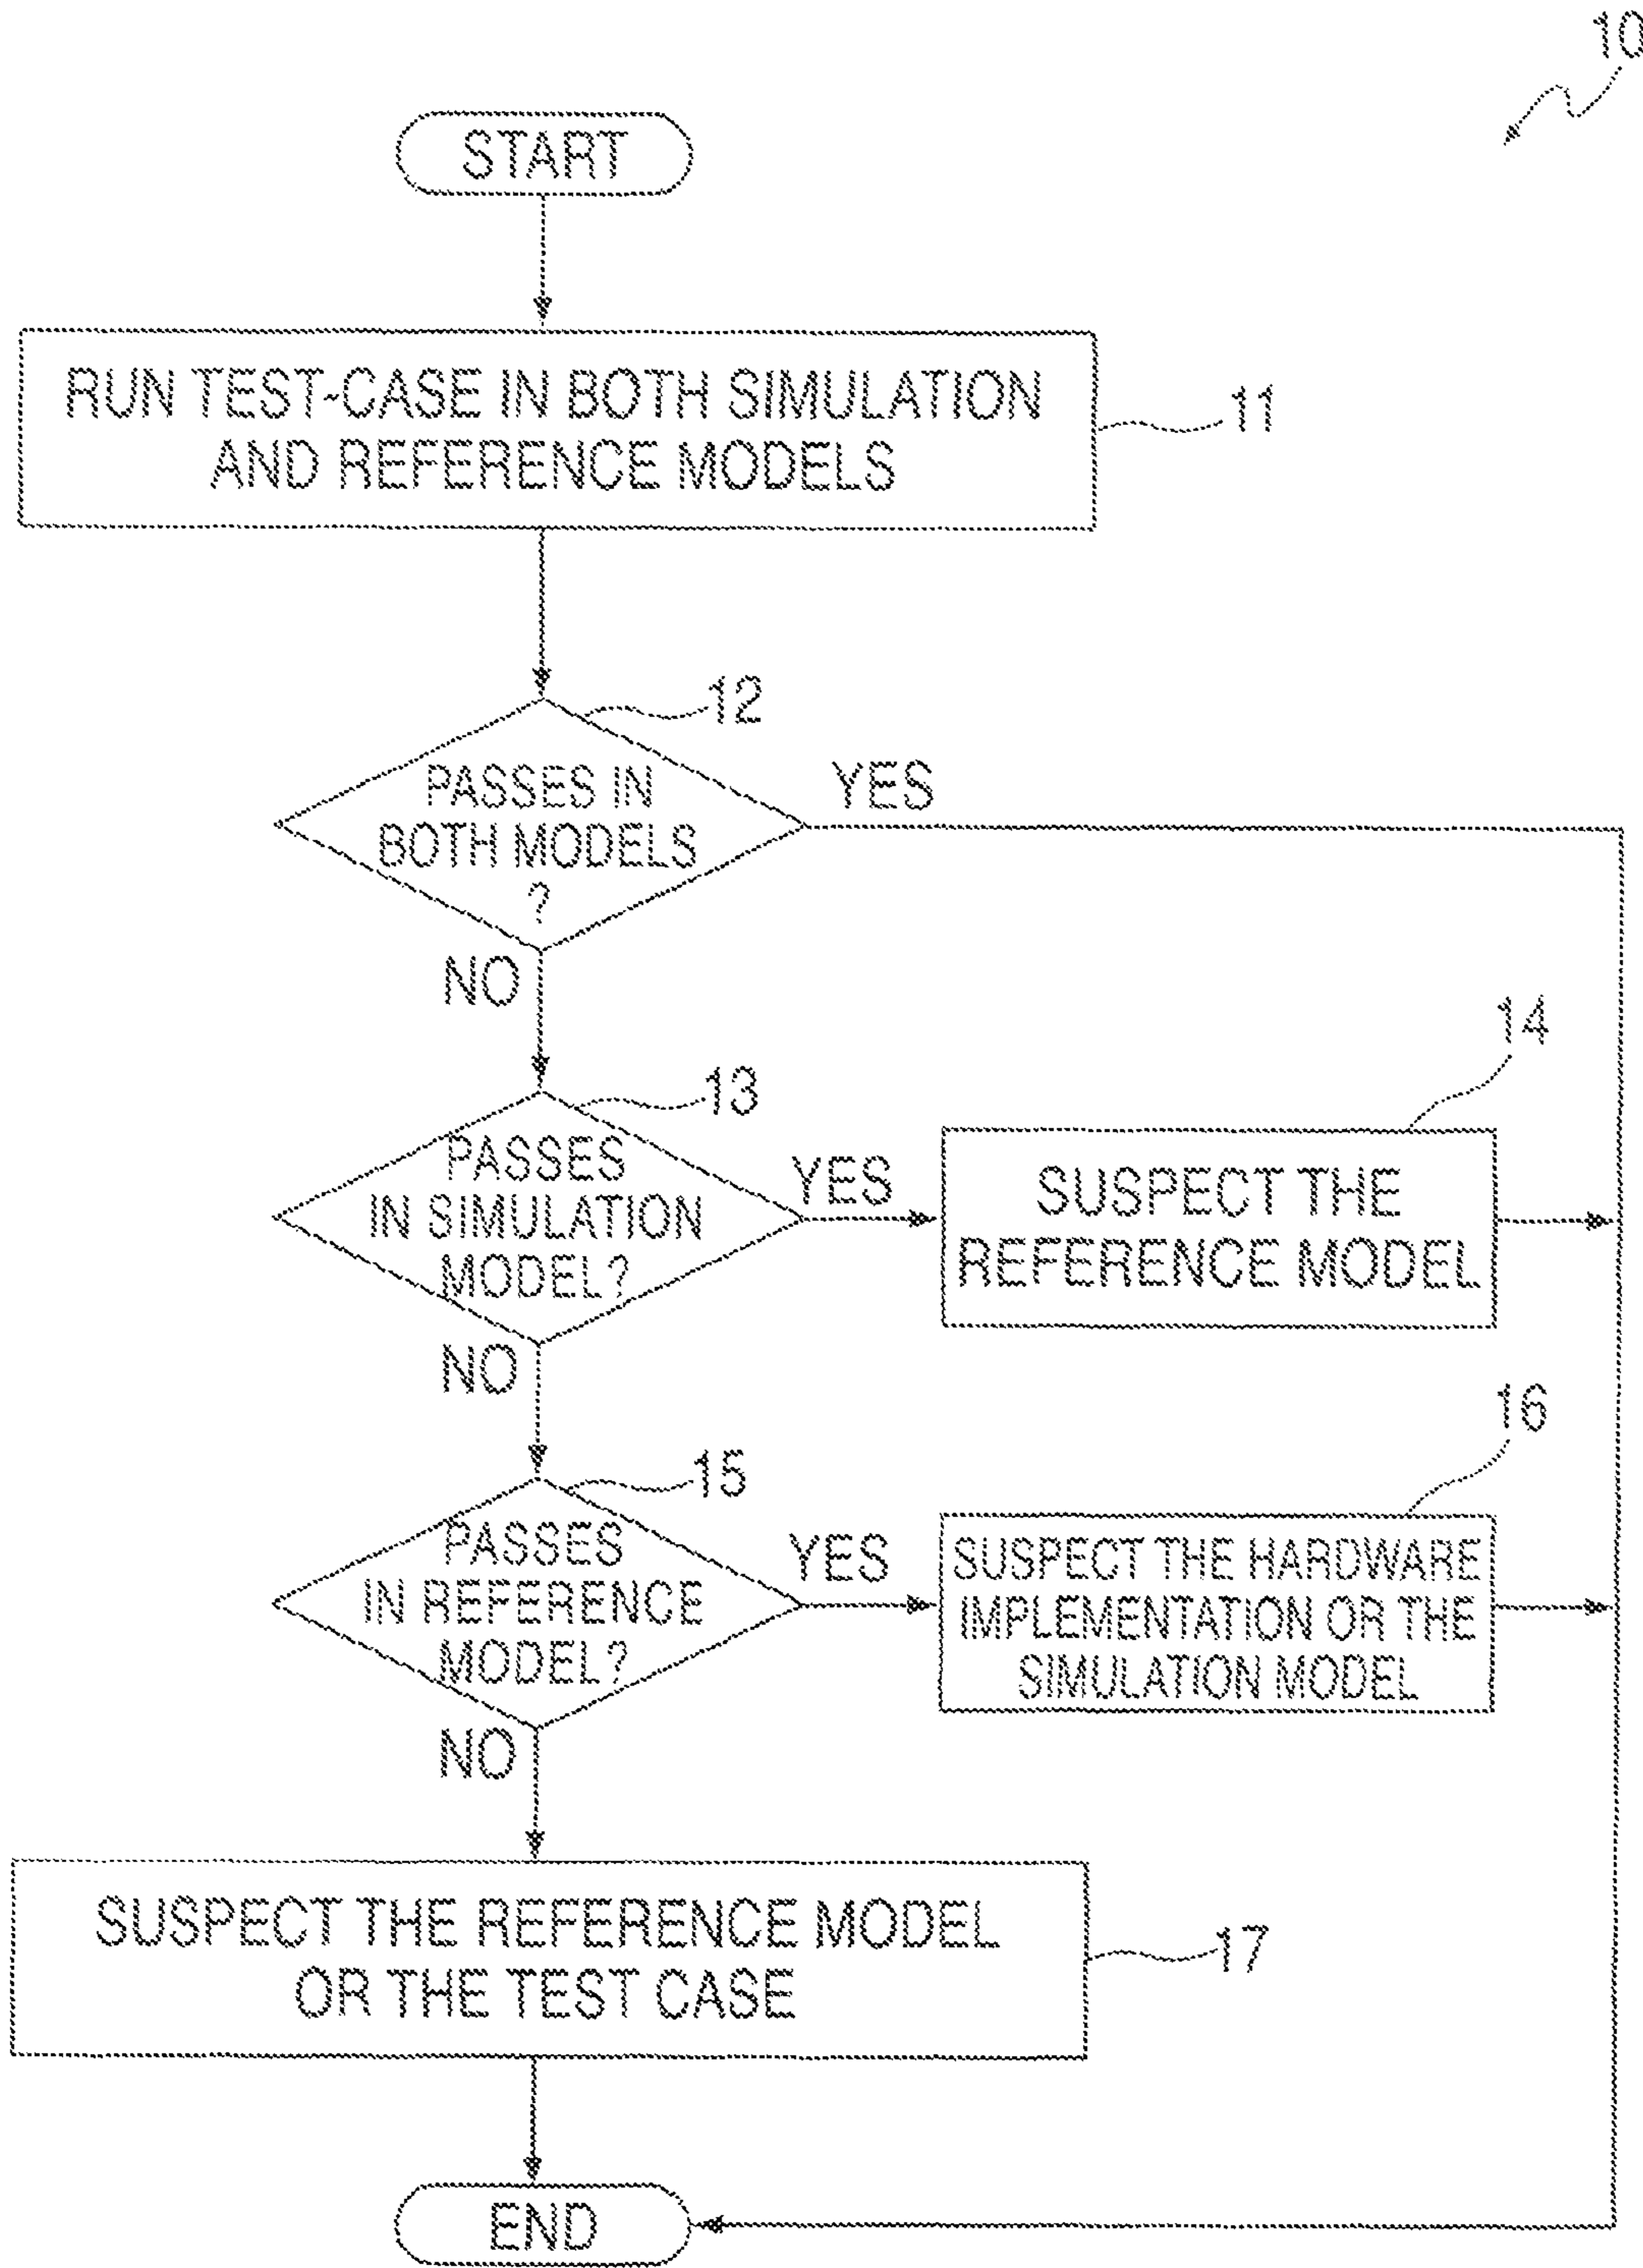 10
START
RUN TEST-CASE IN BOTH SIMULATION
AND REFERENCE MODELS
11
12
PASSES IN
BOTH MODELS
?
YES
NO
13
PASSES
IN SIMULATION
MODEL?
YES
14
SUSPECT THE
REFERENCE MODEL
NO
15
PASSES
IN REFERENCE
MODEL?
YES
16
SUSPECT THE HARDWARE
IMPLEMENTATION OR THE
SIMULATION MODEL
NO
SUSPECT THE REFERENCE MODEL
OR THE TEST CASE
17
END